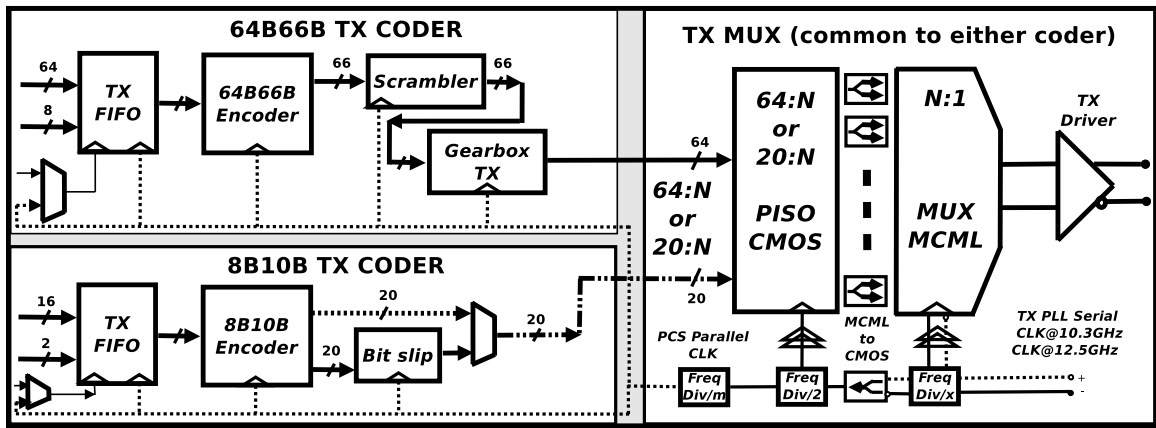 64B66B TX CODER
64
8
TX
FIFO
64B66B
Encoder
66
Scrambler
66
Gearbox
TX
8B10B TX CODER
16
2
TX
FIFO
8B10B
Encoder
20
20
Bit slip
20
TX MUX (common to either coder)
64
64:N
or
20:N
20
64:N
or
20:N
PISO
CMOS
N:1
MUX
MCML
TX
Driver
MCML
to
CMOS
PCS Parallel
CLK
TX PLL Serial
CLK@10.3GHz
CLK@12.5GHz
Freq
Div/m
Freq
Div/2
Freq
Div/x
+
-